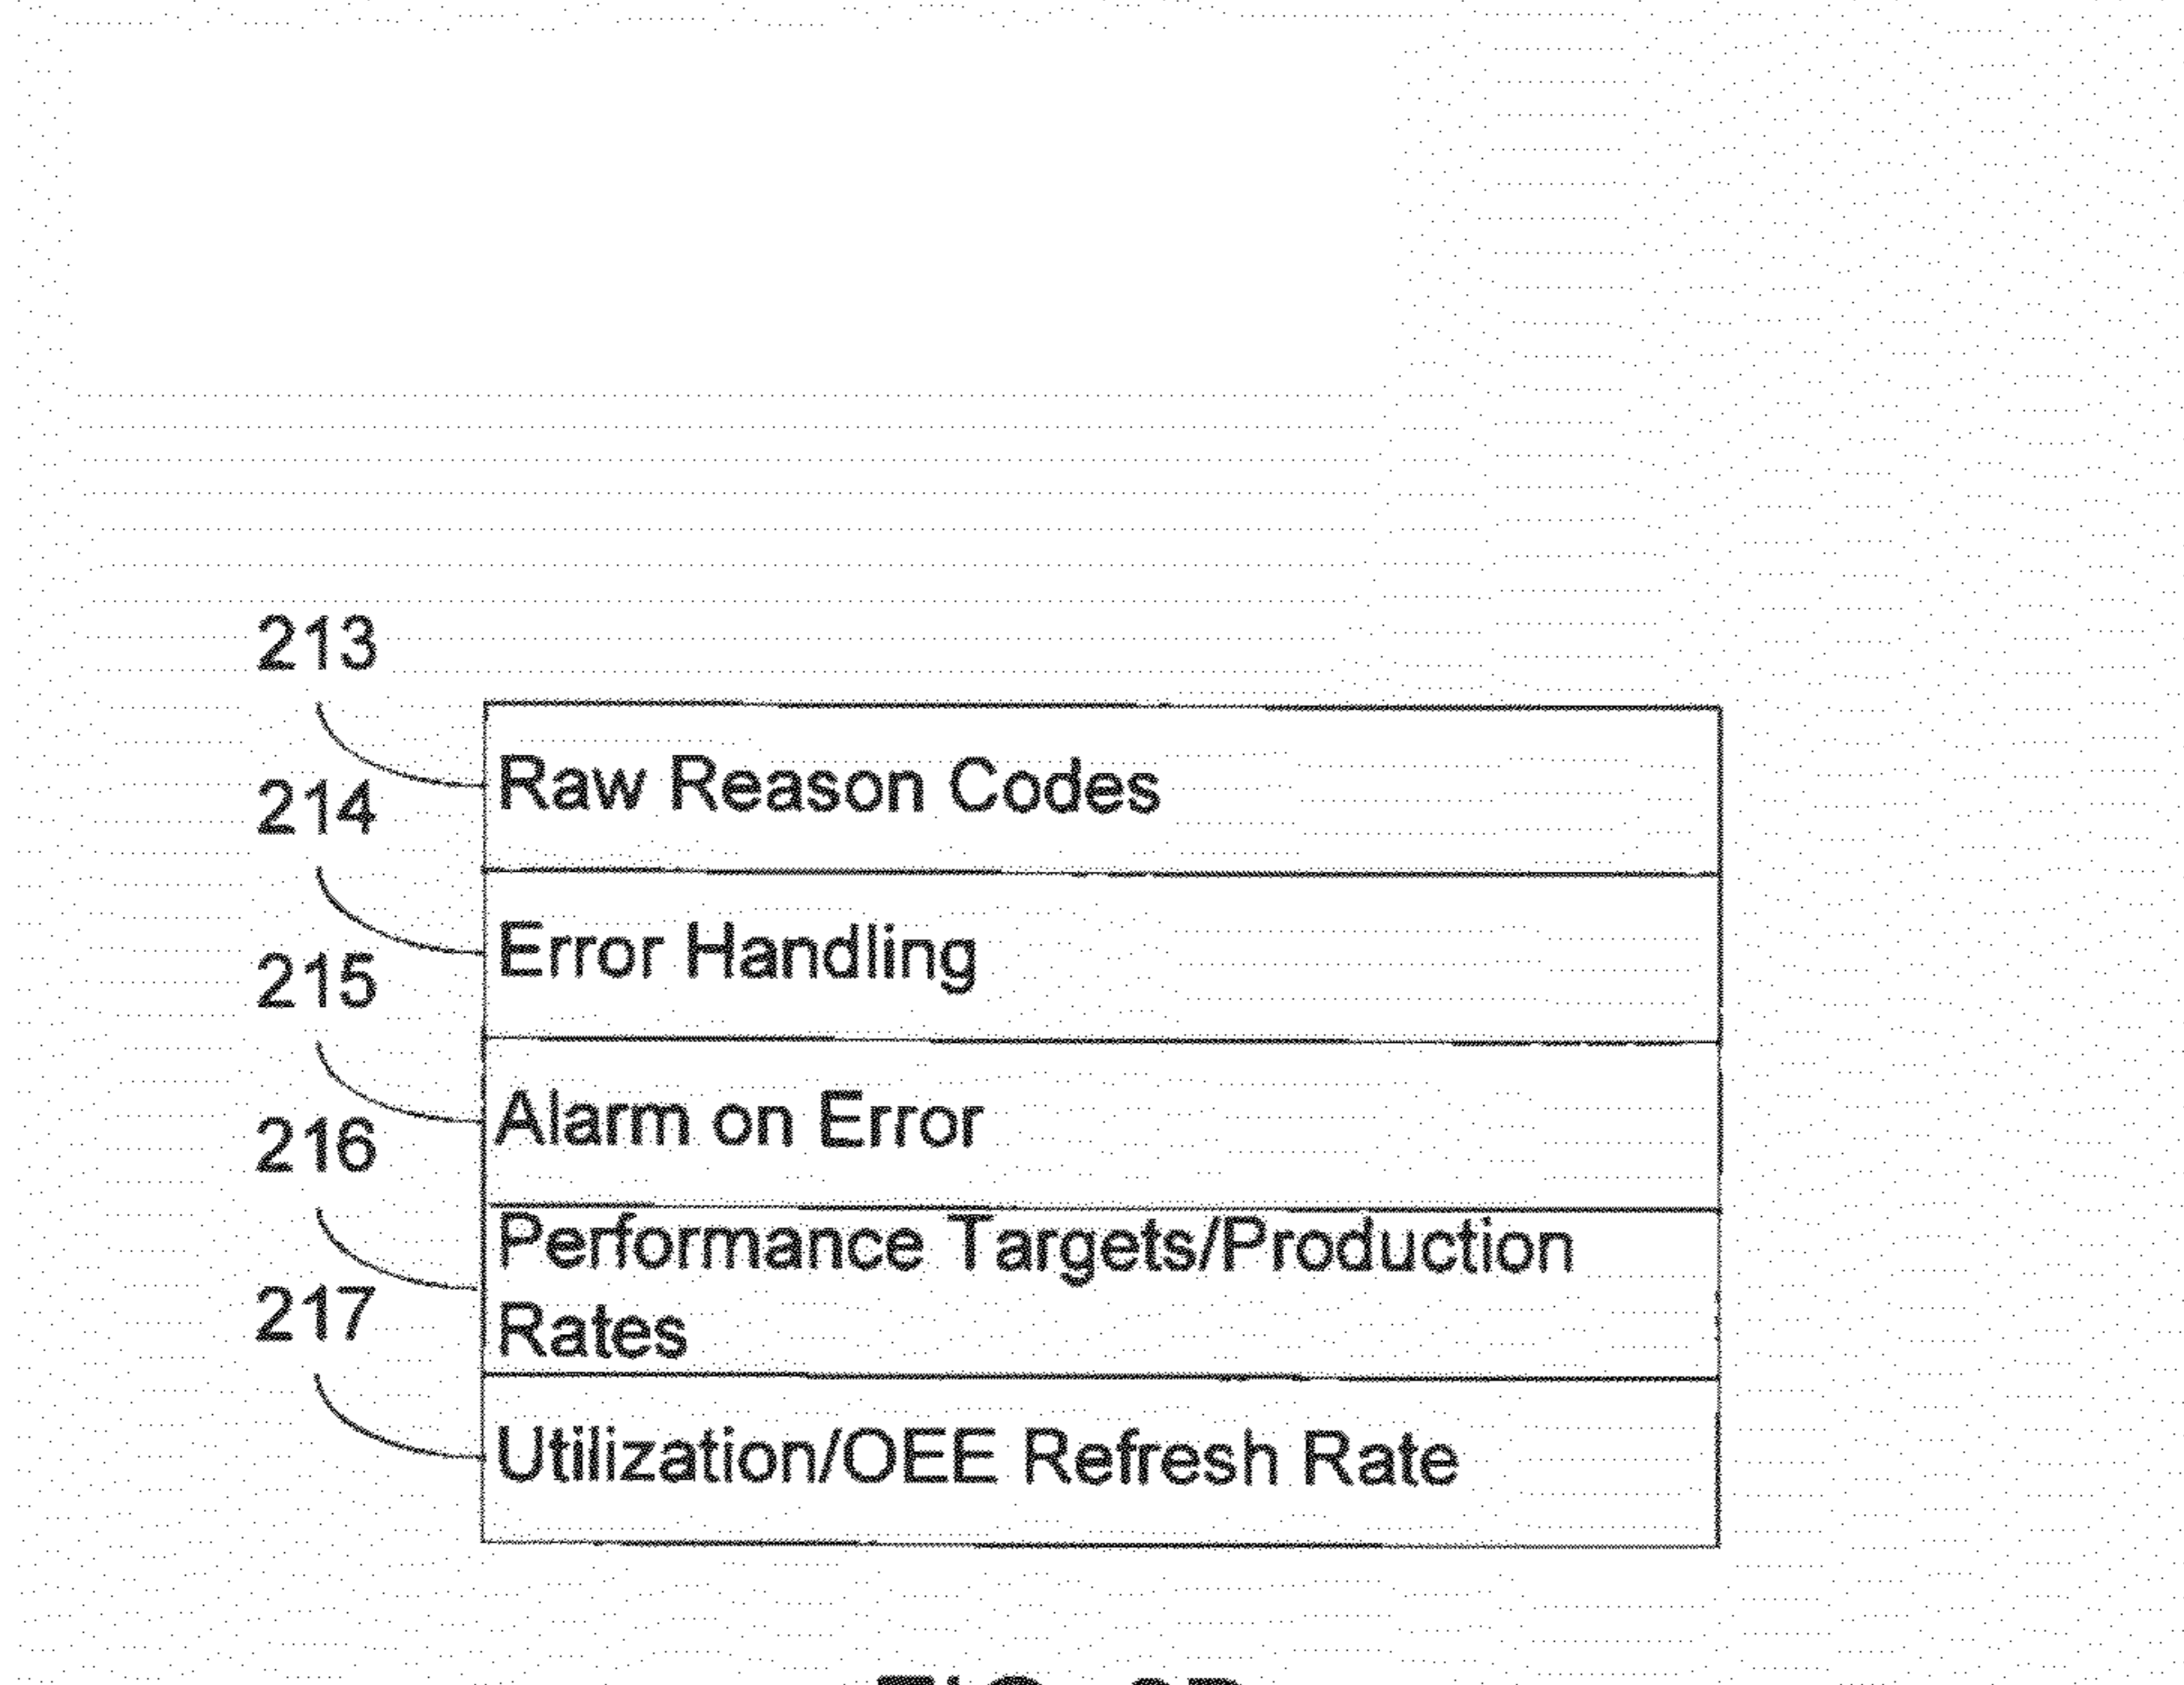 213
Raw Reason Codes
214
Error Handling
215
Alarm on Error
216
Performance Targets/Production
Rates
217
Utilization/OEE Refresh Rate